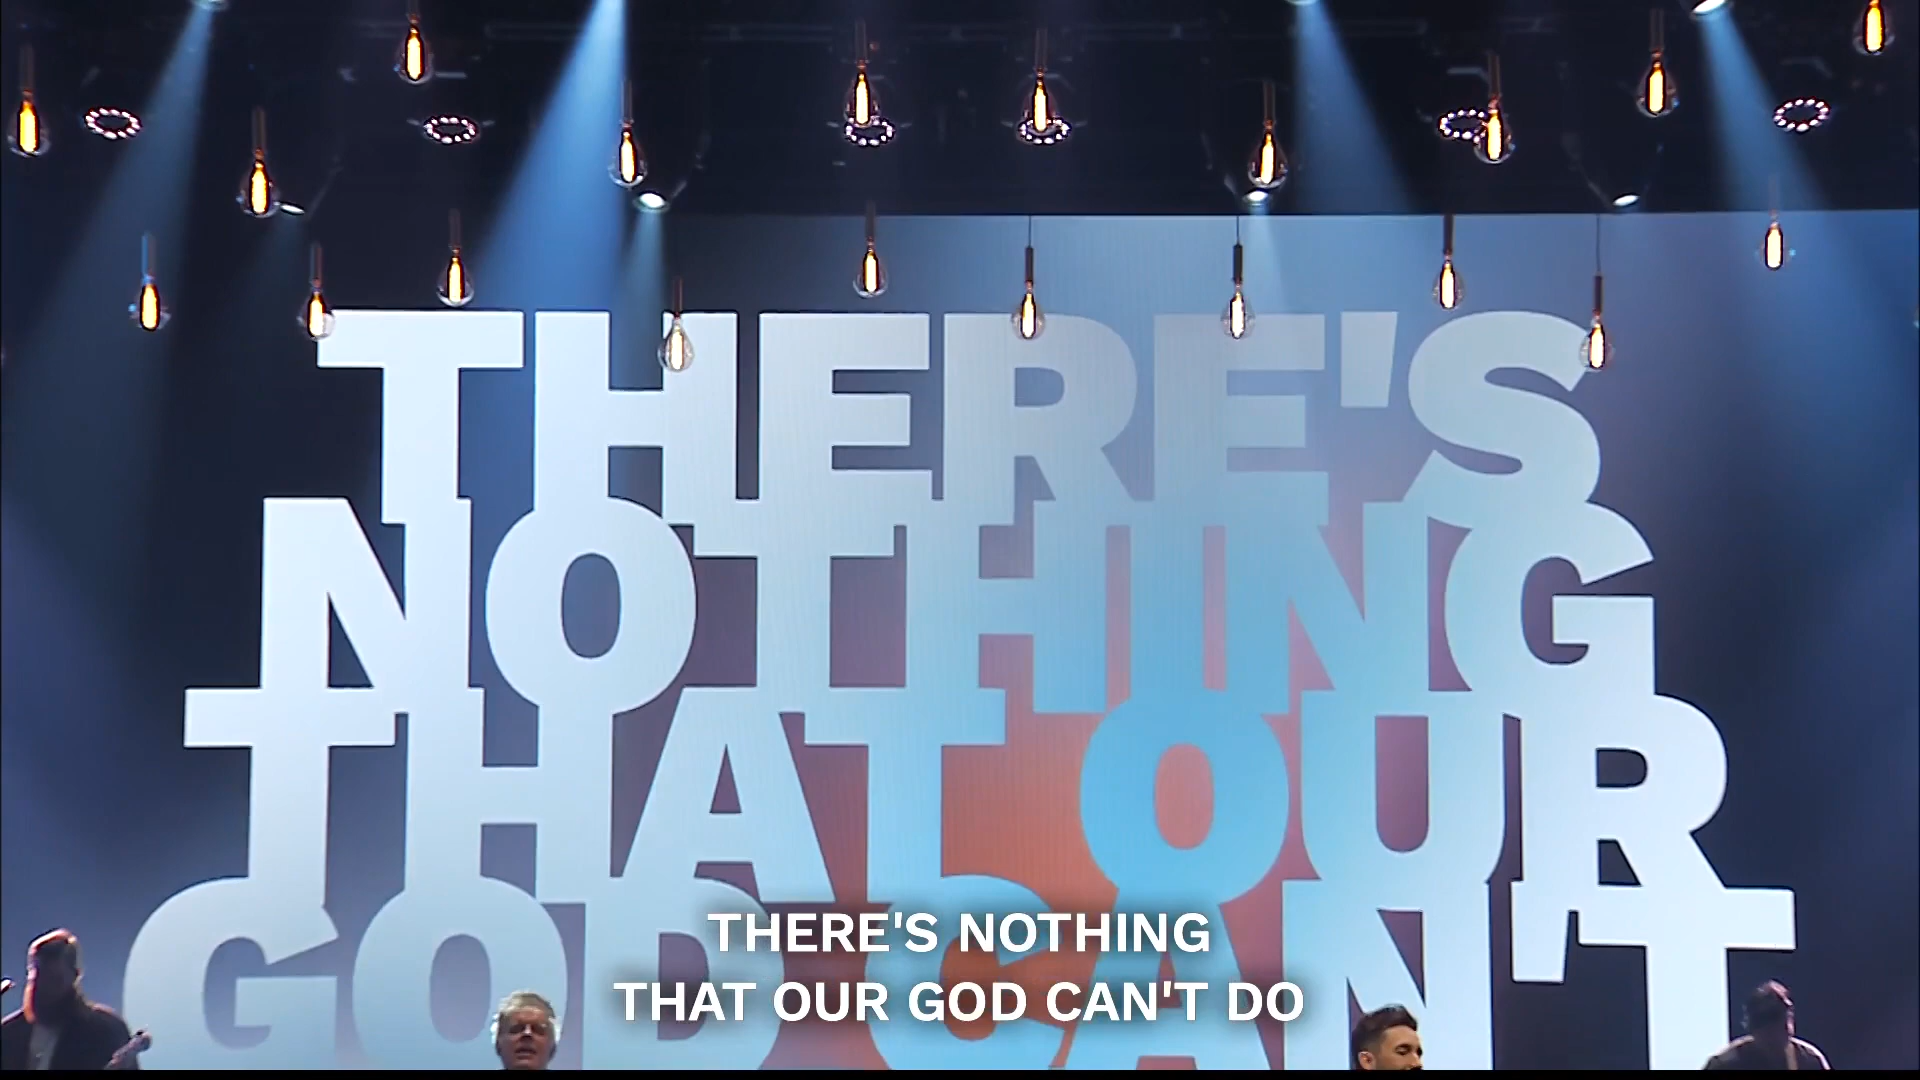 THERE'S
NOTHING
THAT OUR
GOD CAN'T
THERE'S NOTHING
THAT OUR GOD CAN'T DO